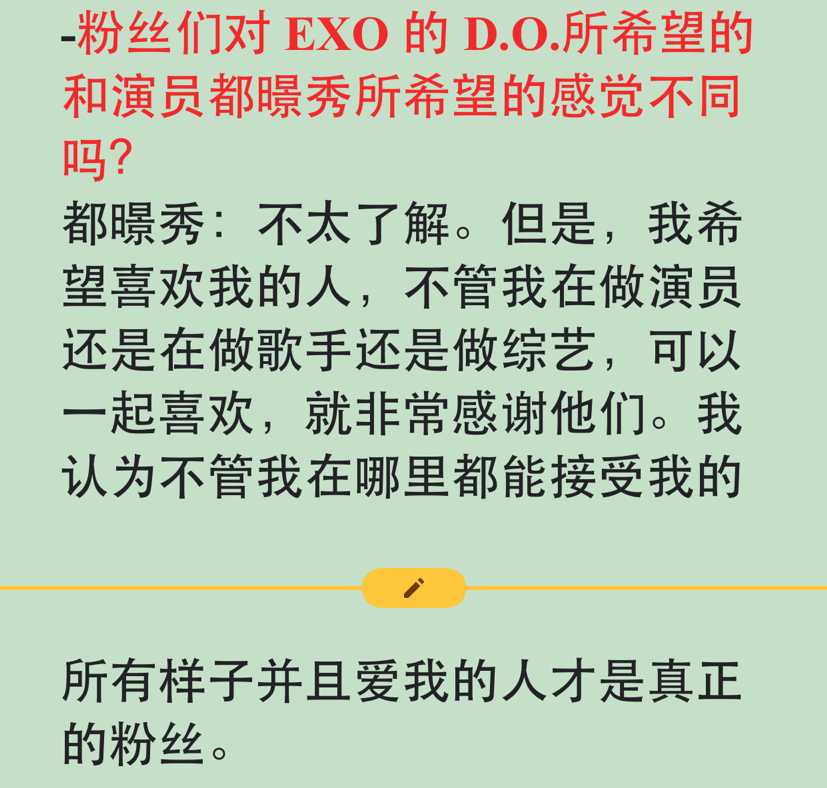 -粉丝们对 EXO 的 D.O.所希望的
和演员都暻秀所希望的感觉不同
吗?
都暻秀：不太了解。但是，我希
望喜欢我的人，不管我在做演员
还是在做歌手还是做综艺，可以
一起喜欢，就非常感谢他们。我
认为不管我在哪里都能接受我的
所有样子并且爱我的人才是真正
的粉丝。